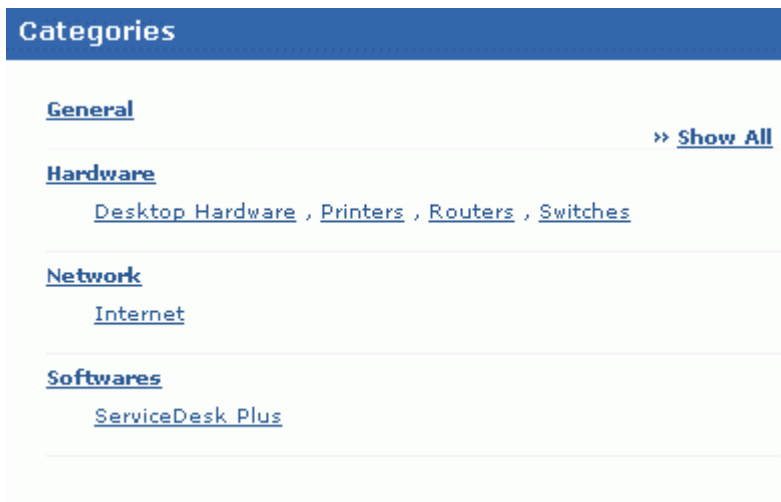 Categories
General
» Show All
Hardware
Desktop Hardware , Printers , Routers , Switches
Network
Internet
Softwares
ServiceDesk Plus